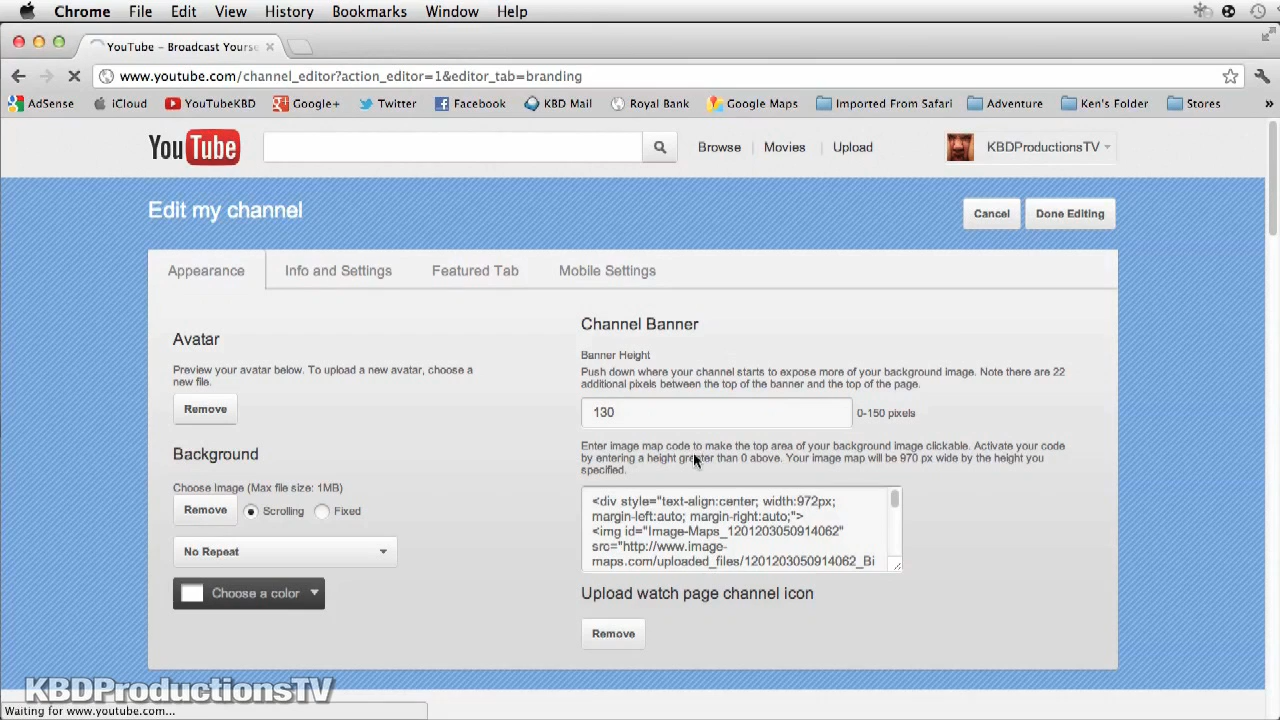 Chrome File Edit View History Bookmarks Window Help
YouTube – Broadcast Yourse
www.youtube.com/channel_editor?action_editor=1&editor_tab=branding
AdSense iCloud YouTubeKBD Google+ Twitter Facebook KBD Mail Royal Bank Google Maps Imported From Safari Adventure Ken's Folder Stores »
YouTube Browse Movies Upload KBDProductionsTV
Edit my channel Cancel Done Editing
Appearance Info and Settings Featured Tab Mobile Settings
Avatar
Preview your avatar below. To upload a new avatar, choose a
new file.
Remove
Background
Choose Image (Max file size: 1MB)
Remove Scrolling Fixed
No Repeat
Choose a color
Channel Banner
Banner Height
Push down where your channel starts to expose more of your background image. Note there are 22
additional pixels between the top of the banner and the top of the page.
130 0-150 pixels
Enter image map code to make the top area of your background image clickable. Activate your code
by entering a height greater than 0 above. Your image map will be 970 px wide by the height you
specified.
<div style="text-align:center; width:972px;
margin-left:auto; margin-right:auto;">
<img id="Image-Maps_1201203050914062"
src="http://www.image-
maps.com/uploaded_files/1201203050914062_Bi
Upload watch page channel icon
Remove
KBDProductionsTV
Waiting for www.youtube.com...